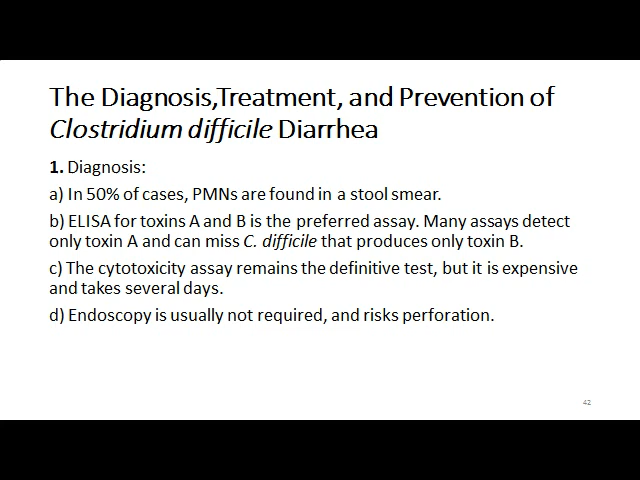 The Diagnosis,Treatment, and Prevention of
Clostridium difficile Diarrhea
1. Diagnosis:
a) In 50% of cases, PMNs are found in a stool smear.
b) ELISA for toxins A and B is the preferred assay. Many assays detect
only toxin A and can miss C. difficile that produces only toxin B.
c) The cytotoxicity assay remains the definitive test, but it is expensive
and takes several days.
d) Endoscopy is usually not required, and risks perforation.
42